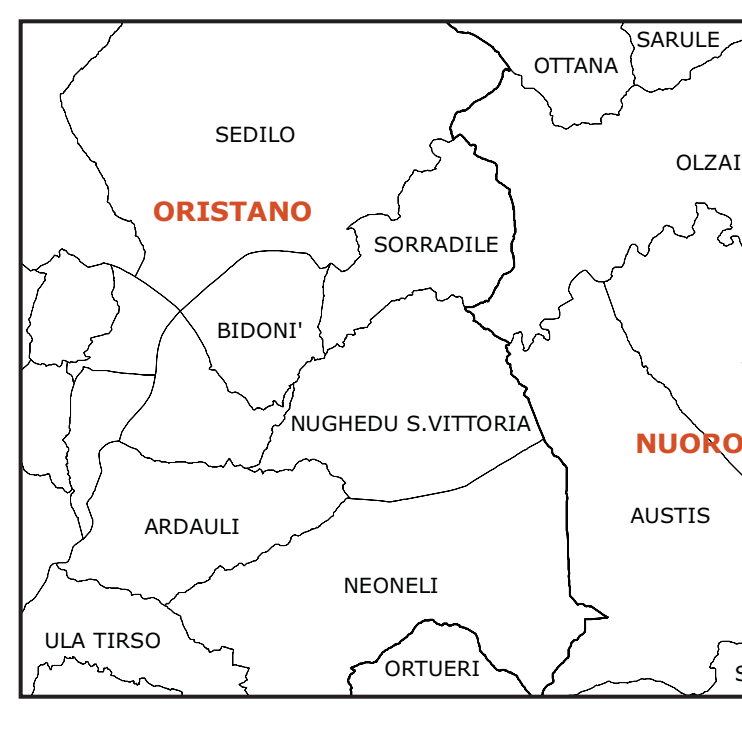 SARULE
OTTANA
SEDILO
OLZAI
ORISTANO
SORRADILE
BIDONI'
NUGHEDU S.VITTORIA
NUORO
AUSTIS
ARDAULI
NEONELI
ULA TIRSO
ORTUERI